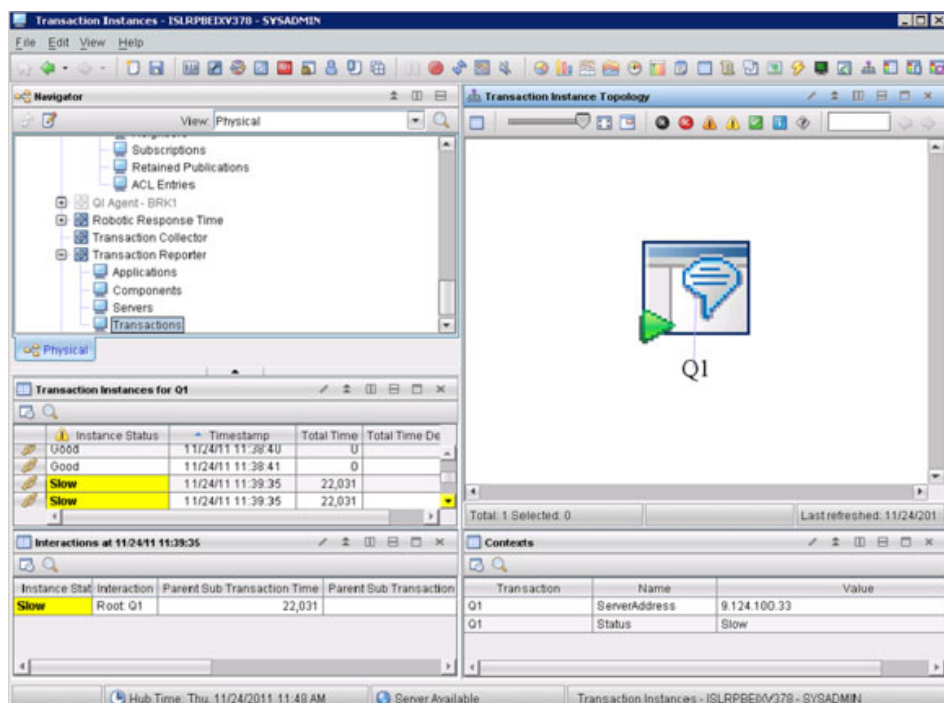 Transaction Instances - ISLRPBEIXV378 - SYSADMIN
File Edit View Help
Navigator
View: Physical
Subscriptions
Retained Publications
ACL Entries
QI Agent - BRK1
Robotic Response Time
Transaction Collector
Transaction Reporter
Applications
Components
Servers
Transactions
Physical
Transaction Instance Topology
Q1
Total: 1 Selected: 0
Last refreshed: 11/24/201
Transaction Instances for Q1
Instance Status Timestamp Total Time Total Time De
Good 11/24/11 11:38:40 0
Good 11/24/11 11:38:41 0
Slow 11/24/11 11:39:35 22,031
Slow 11/24/11 11:39:35 22,031
Interactions at 11/24/11 11:39:35
Instance Stat Interaction Parent Sub Transaction Time Parent Sub Transaction
Slow Root: Q1 22,031
Contexts
Transaction Name Value
Q1 ServerAddress 9.124.100.33
Q1 Status Slow
Hub Time: Thu, 11/24/2011 11:48 AM
Server Available
Transaction Instances - ISLRPBEIXV378 - SYSADMIN